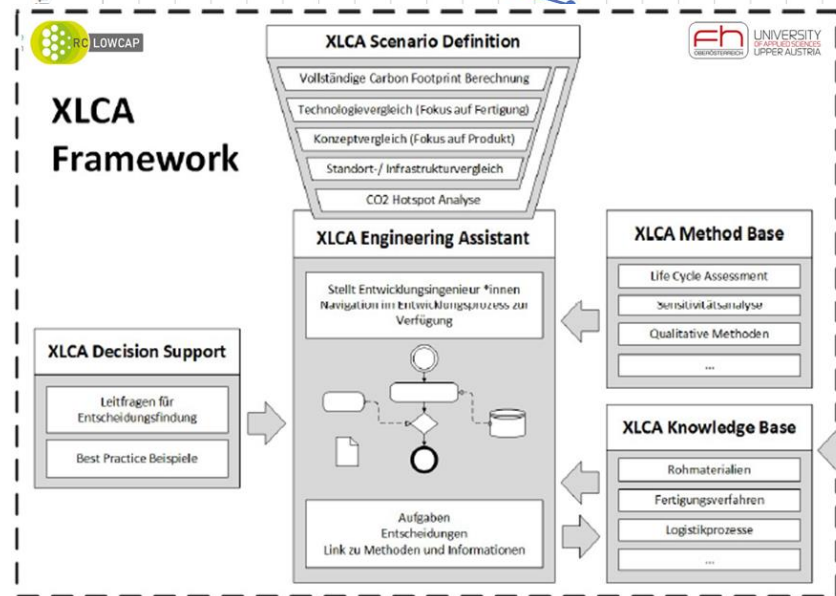 RC LOWCAP
XLCA
Framework
XLCA Scenario Definition
Vollständige Carbon Footprint Berechnung
Technologievergleich (Fokus auf Fertigung)
Konzeptvergleich (Fokus auf Produkt)
Standort-/ Infrastrukturvergleich
CO2 Hotspot Analyse
fh
OBERÖSTERREICH
UNIVERSITY
OF APPLIED SCIENCES
UPPER AUSTRIA
XLCA Engineering Assistant
Stellt Entwicklungsingenieur *innen
Navigation im Entwicklungsprozess zur
Verfügung
Aufgaben
Entscheidungen
Link zu Methoden und Informationen
XLCA Decision Support
Leitfragen für
Entscheidungsfindung
Best Practice Beispiele
XLCA Method Base
Life Cycle Assessment
Sensitivitätsanalyse
Qualitative Methoden
...
XLCA Knowledge Base
Rohmaterialien
Fertigungsverfahren
Logistikprozesse
...